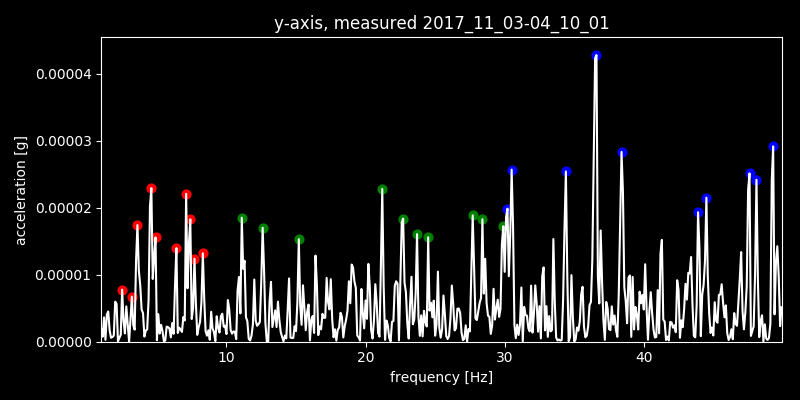 y-axis, measured 2017_11_03-04_10_01
0.00004
0.00003
0.00002
0.00001
0.00000
acceleration [g]
10 20 30 40
frequency [Hz]